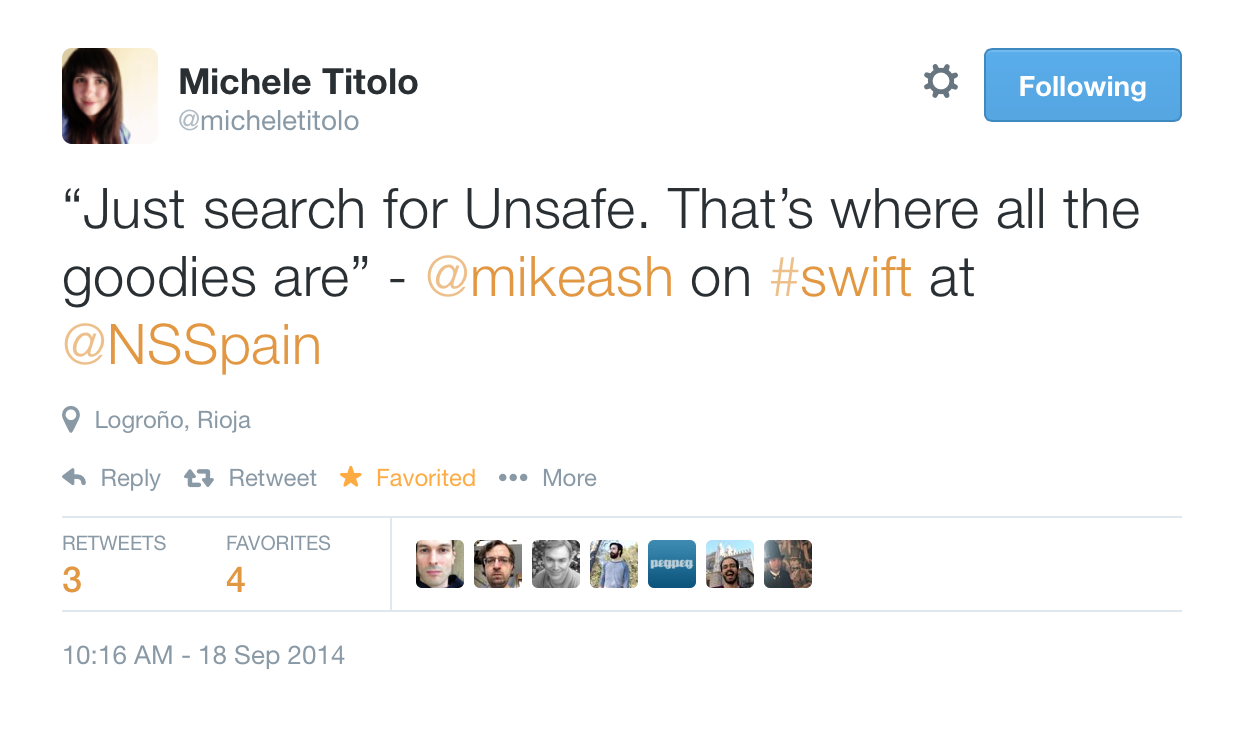 Michele Titolo
@micheletitolo
Following
“Just search for Unsafe. That’s where all the
goodies are” - @mikeash on #swift at
@NSSpain
Logroño, Rioja
Reply Retweet Favorited More
RETWEETS FAVORITES
3 4
pegpeg
10:16 AM - 18 Sep 2014